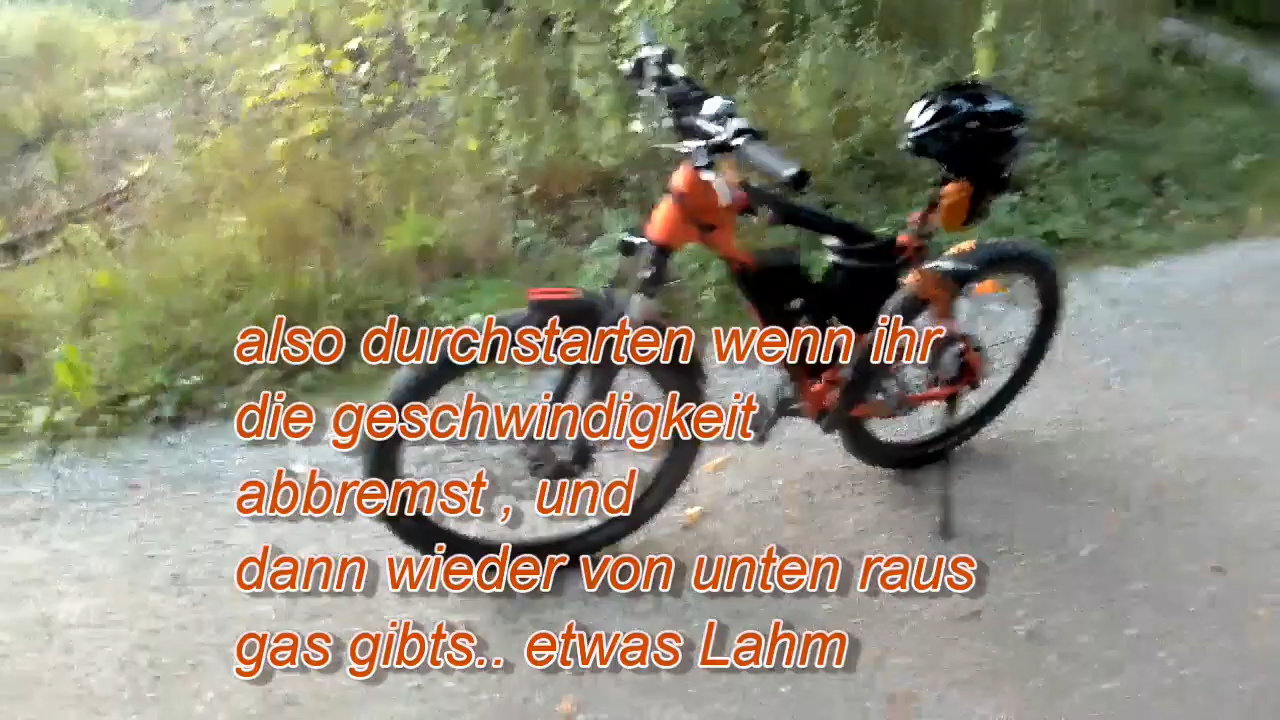 also durchstarten wenn ihr
die geschwindigkeit
abbremst , und
dann wieder von unten raus
gas gibts.. etwas Lahm